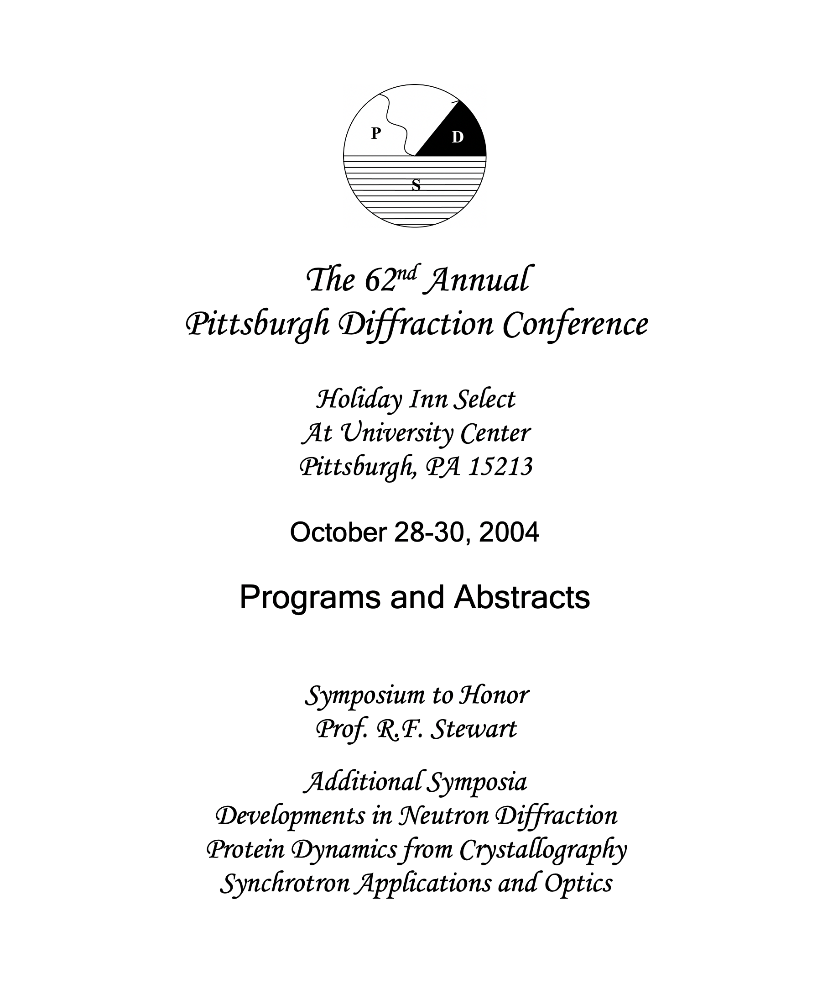 P
D
S
The 62nd Annual
Pittsburgh Diffraction Conference
Holiday Inn Select
At University Center
Pittsburgh, PA 15213
October 28-30, 2004
Programs and Abstracts
Symposium to Honor
Prof. R.F. Stewart
Additional Symposia
Developments in Neutron Diffraction
Protein Dynamics from Crystallography
Synchrotron Applications and Optics